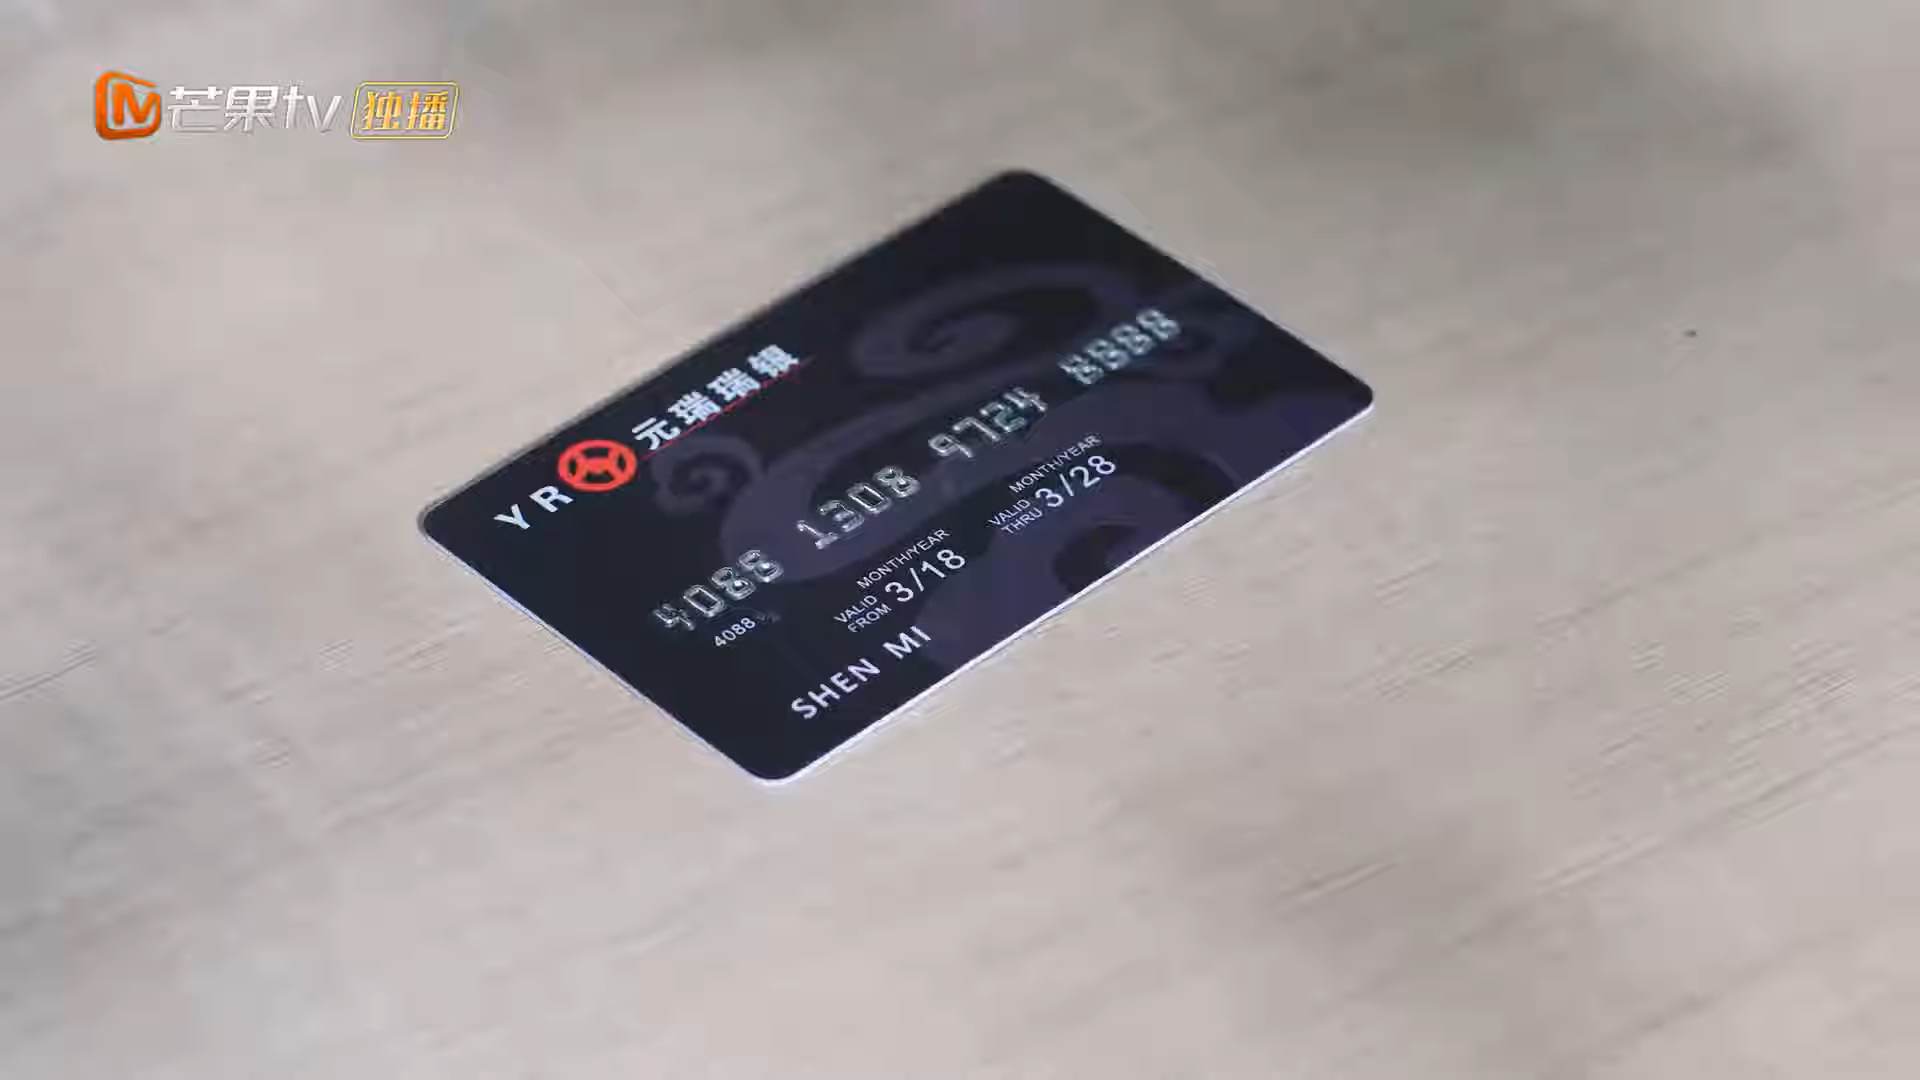 芒果tv 独播
YR 元瑞瑞银
4088 1308 9724 8888
4088
MONTH/YEAR
VALID FROM 3/18
MONTH/YEAR
VALID THRU 3/28
SHEN MI